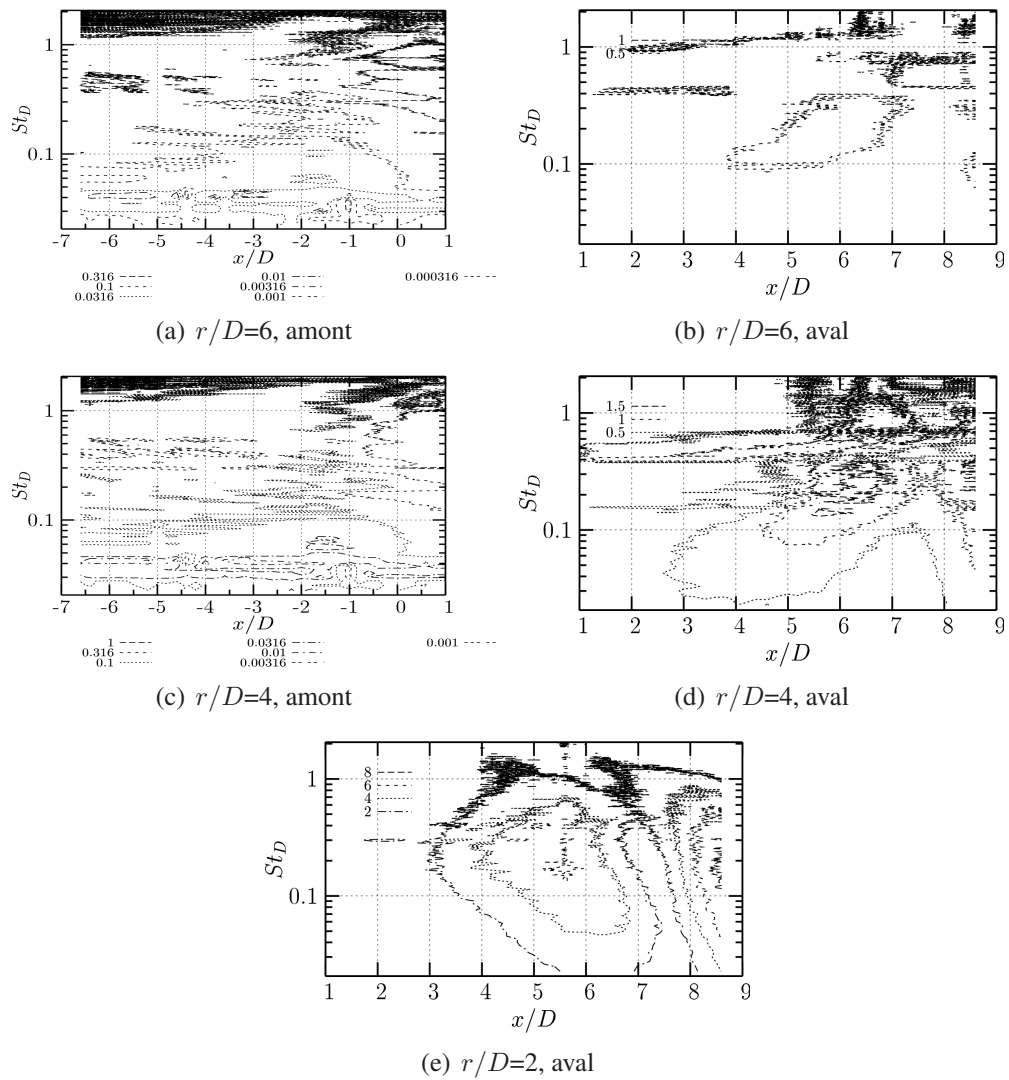 1
0.1
St_D
-7 -6 -5 -4 -3 -2 -1 0 1
x/D
0.316 0.01 0.000316
0.1 0.00316
0.0316 0.001
(a) r/D=6, amont
1
0.5
1
0.1
St_D
1 2 3 4 5 6 7 8 9
x/D
(b) r/D=6, aval
1
0.1
St_D
-7 -6 -5 -4 -3 -2 -1 0 1
x/D
1 0.0316 0.001
0.316 0.01
0.1 0.00316
(c) r/D=4, amont
1.5
1
0.5
1
0.1
St_D
1 2 3 4 5 6 7 8 9
x/D
(d) r/D=4, aval
8
6
4
2
1
0.1
St_D
1 2 3 4 5 6 7 8 9
x/D
(e) r/D=2, aval